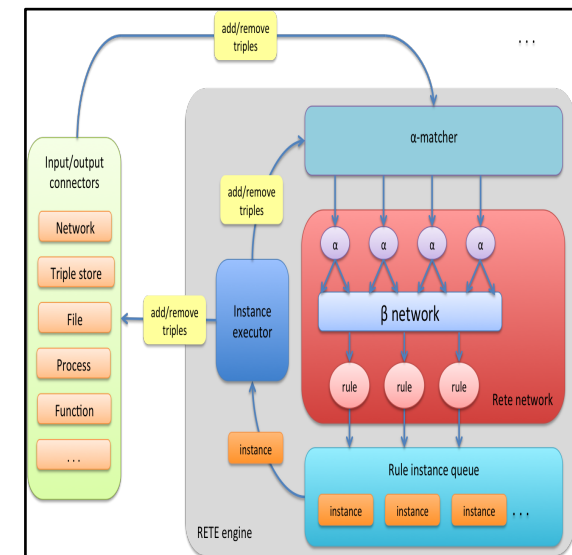 add/remove
triples
. . .
Input/output
connectors
Network
Triple store
File
Process
Function
. . .
α-matcher
add/remove
triples
add/remove
triples
Instance
executor
α α α α
β network
rule rule rule
Rete network
instance
Rule instance queue
instance instance instance . . .
RETE engine